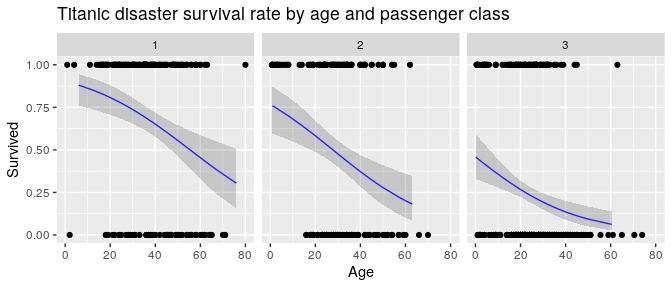 Titanic disaster survival rate by age and passenger class
1 2 3
1.00
0.75
0.50
0.25
0.00
Survived
0 20 40 60 80 0 20 40 60 80 0 20 40 60 80
Age